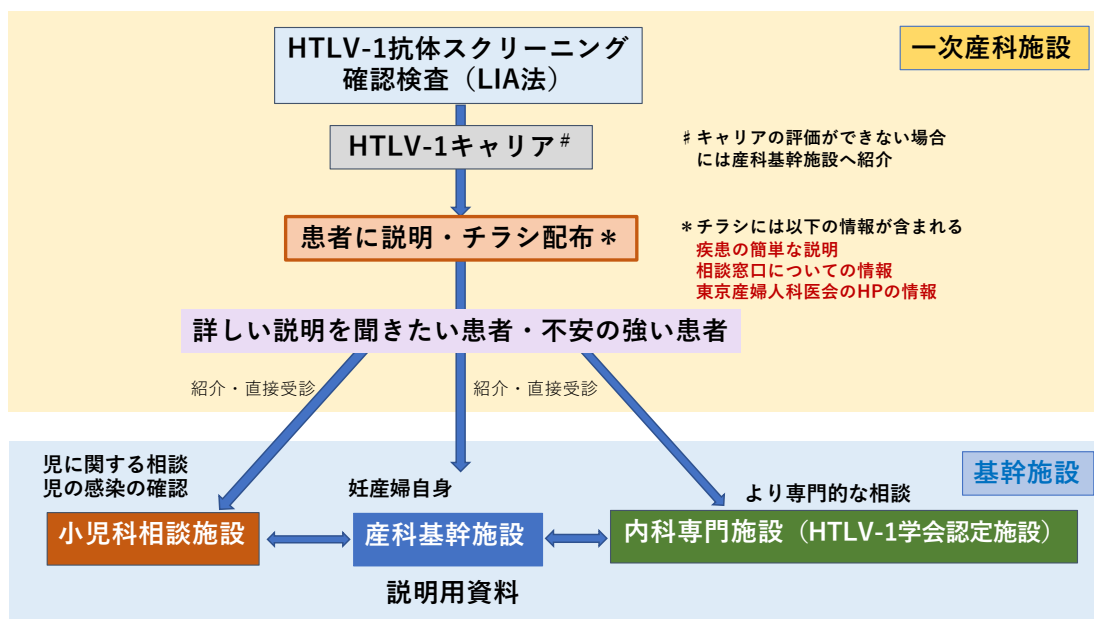 HTLV-1抗体スクリーニング
確認検査（LIA法）
一次産科施設
HTLV-1キャリア＃
＃キャリアの評価ができない場合
には産科基幹施設へ紹介
患者に説明・チラシ配布＊
＊チラシには以下の情報が含まれる
疾患の簡単な説明
相談窓口についての情報
東京産婦人科医会のHPの情報
詳しい説明を聞きたい患者・不安の強い患者
紹介・直接受診
紹介・直接受診
基幹施設
児に関する相談
児の感染の確認
妊産婦自身
より専門的な相談
小児科相談施設
産科基幹施設
内科専門施設（HTLV-1学会認定施設）
説明用資料